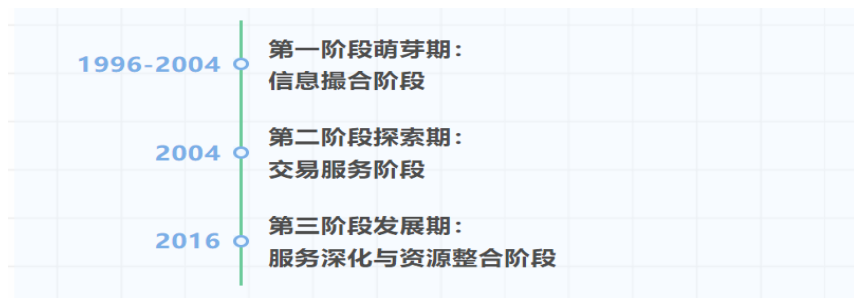 1996-2004
第一阶段萌芽期：
信息撮合阶段
2004
第二阶段探索期：
交易服务阶段
2016
第三阶段发展期：
服务深化与资源整合阶段